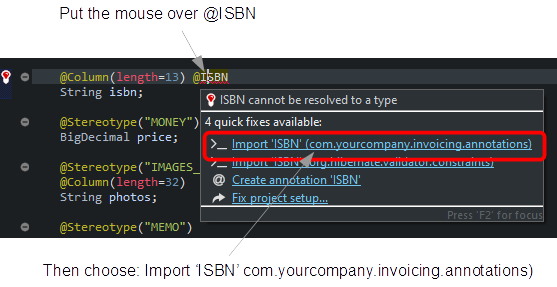 Put the mouse over @ISBN
@Column(length=13) @ISBN
String isbn;
ISBN cannot be resolved to a type
4 quick fixes available:
@Stereotype("MONEY")
BigDecimal price;
Import 'ISBN' (com.yourcompany.invoicing.annotations)
Import 'ISBN' (org.hibernate.validator.constraints)
@Stereotype("IMAGES_
@Column(length=32)
String photos;
@ Create annotation 'ISBN'
Fix project setup...
Press 'F2' for focus
@Stereotype("MEMO")
Then choose: Import ‘ISBN’ com.yourcompany.invoicing.annotations)